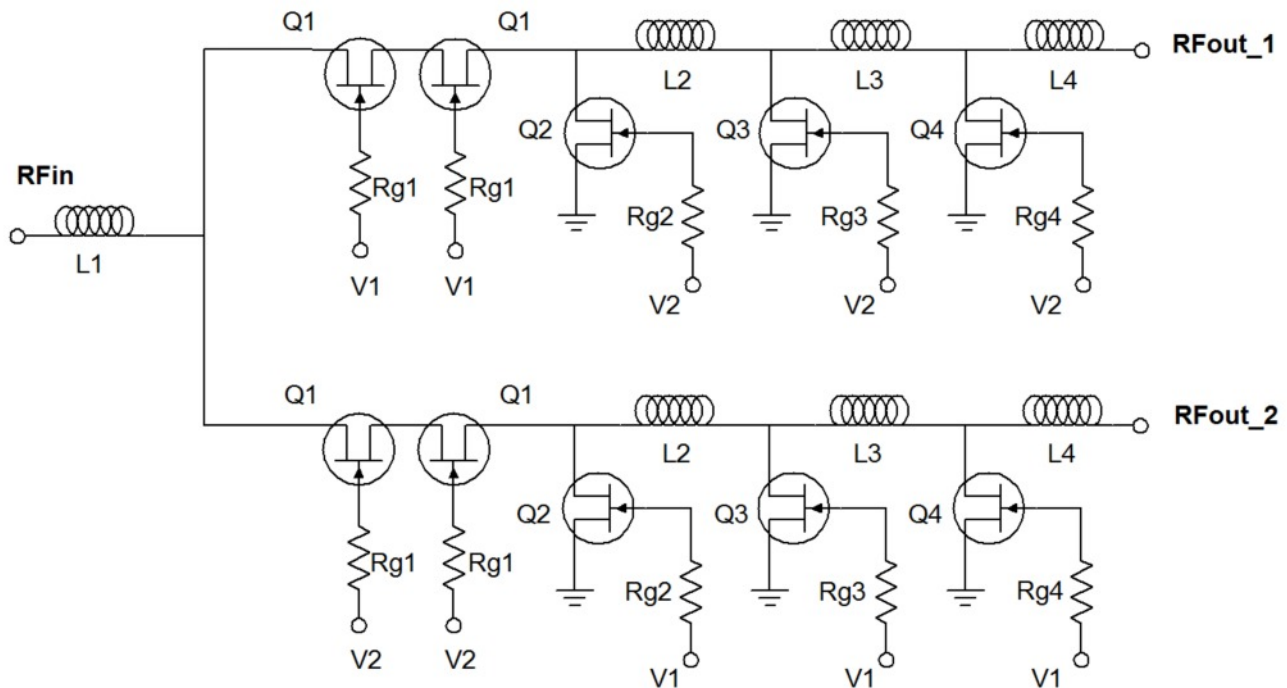 Q1 Q1
RFout_1
L2 L3 L4
Q2 Q3 Q4
RFin
Rg1 Rg1
Rg2 Rg3 Rg4
L1
V1 V1
V2 V2 V2
Q1 Q1
RFout_2
L2 L3 L4
Q2 Q3 Q4
Rg1 Rg1
Rg2 Rg3 Rg4
V2 V2
V1 V1 V1